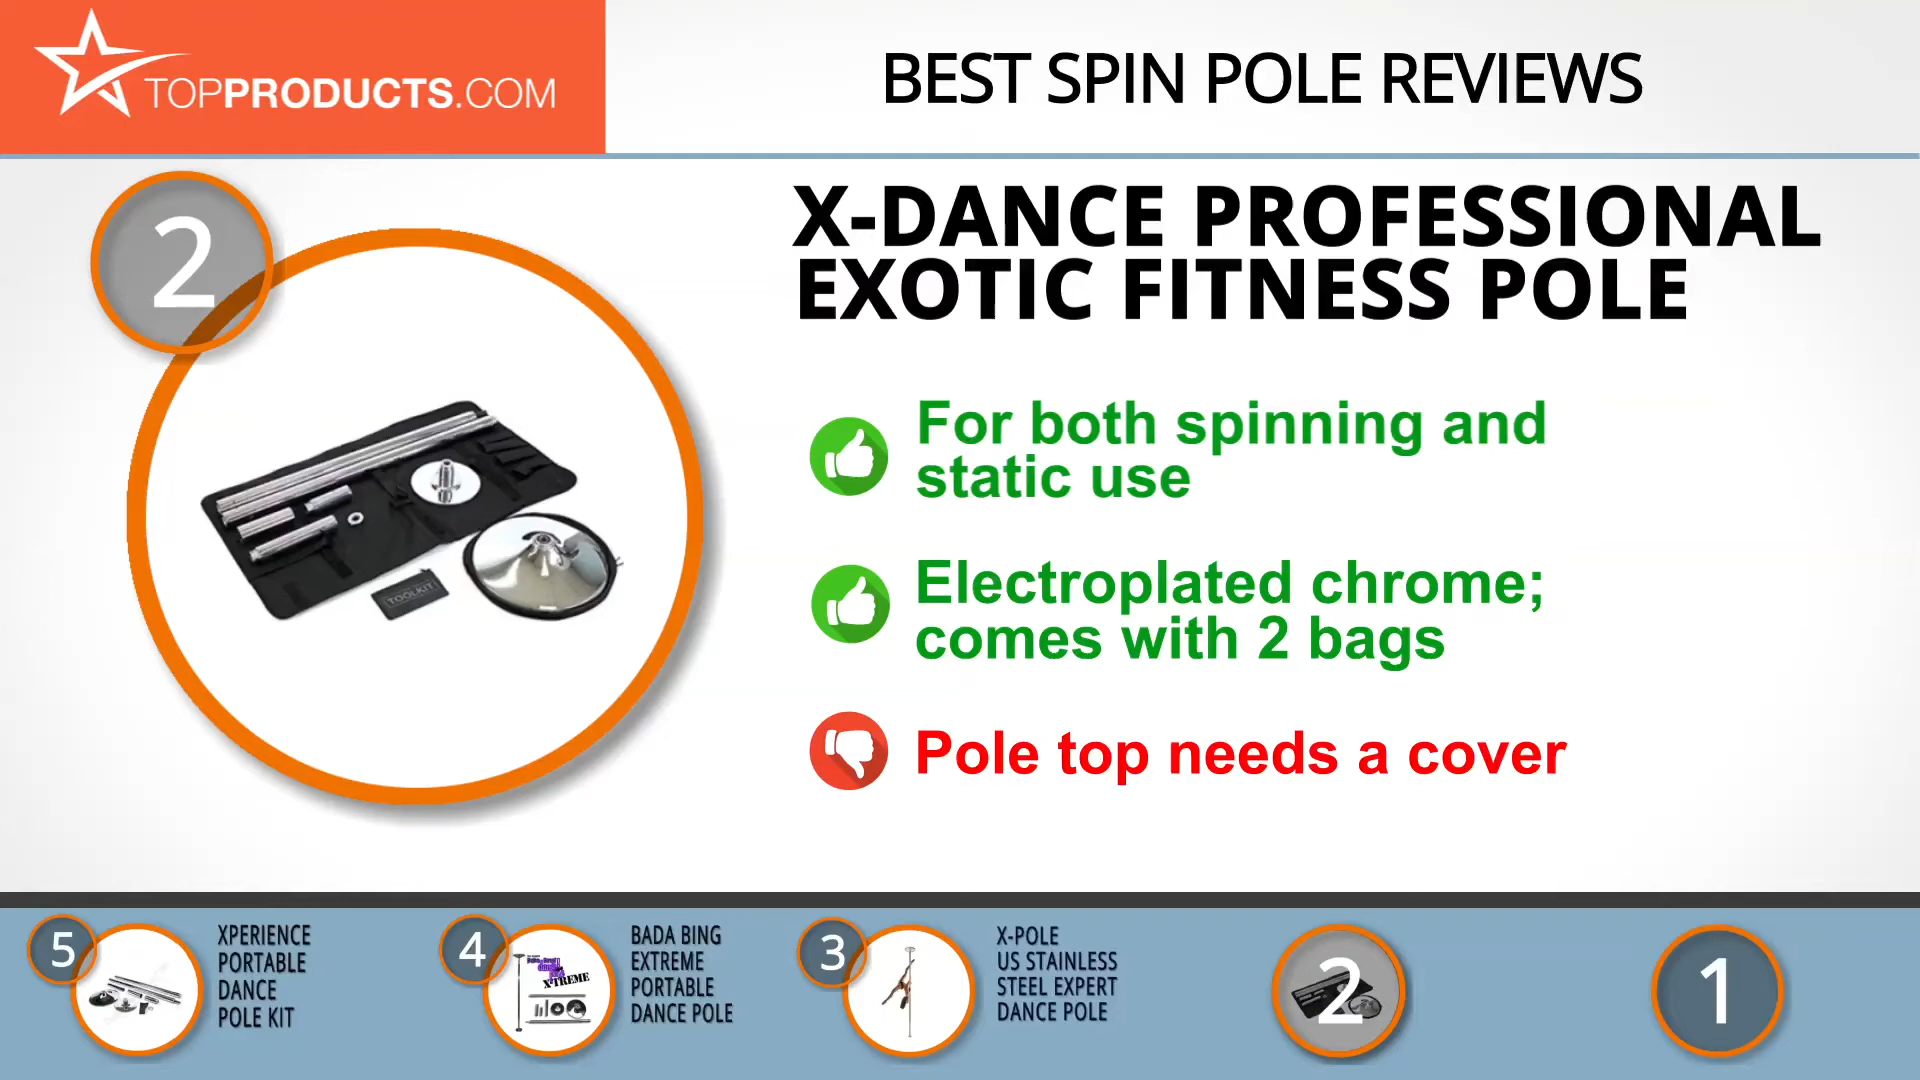 TOPPRODUCTS.COM
BEST SPIN POLE REVIEWS
2
X-DANCE PROFESSIONAL
EXOTIC FITNESS POLE
For both spinning and
static use
Electroplated chrome;
comes with 2 bags
Pole top needs a cover
TOOLKIT
5
XPERIENCE
PORTABLE
DANCE
POLE KIT
4
X'TREME
BADA BING
EXTREME
PORTABLE
DANCE POLE
3
X-POLE
US STAINLESS
STEEL EXPERT
DANCE POLE
2
1